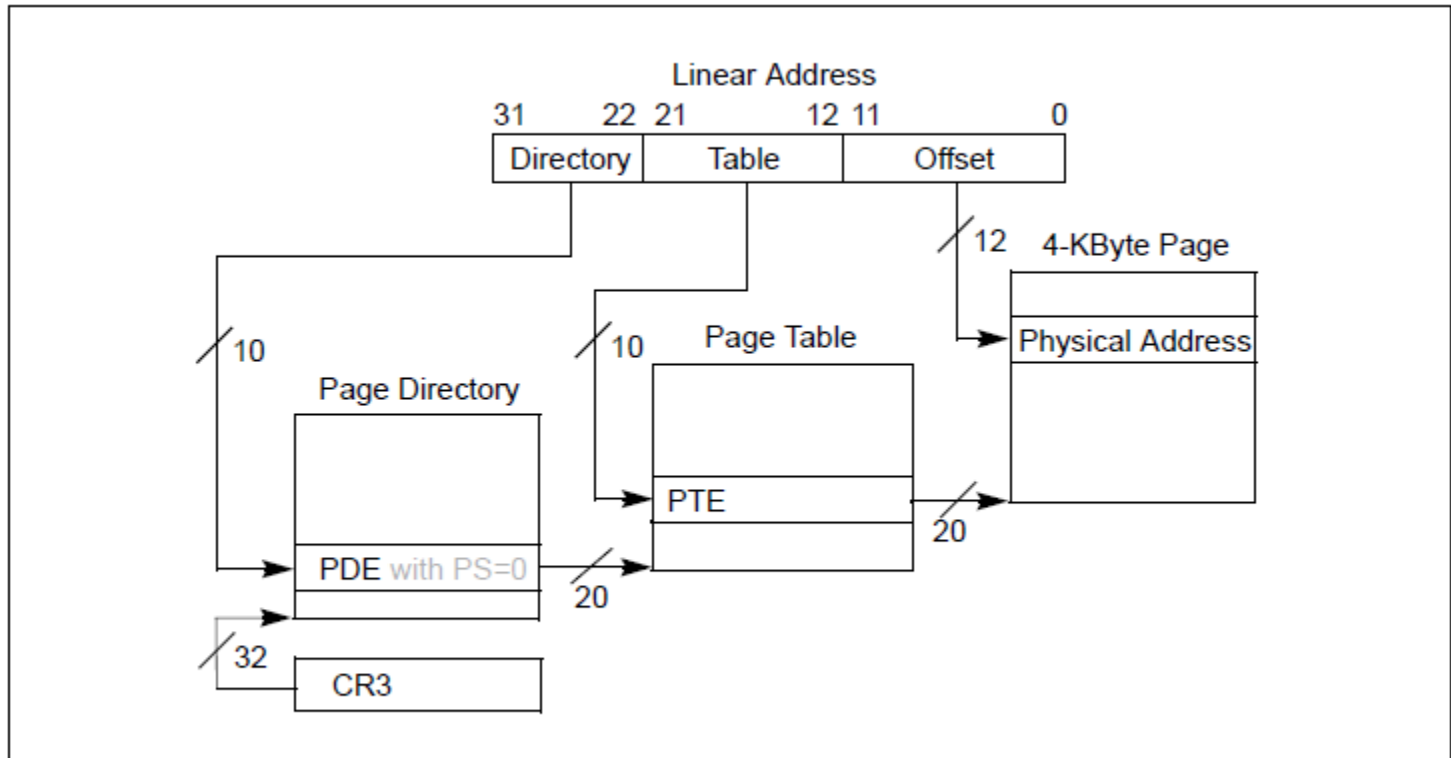 Linear Address
31 22 21 12 11 0
Directory Table Offset
12
4-KByte Page
Physical Address
10
10
Page Table
PTE
20
Page Directory
PDE with PS=0
20
32
CR3